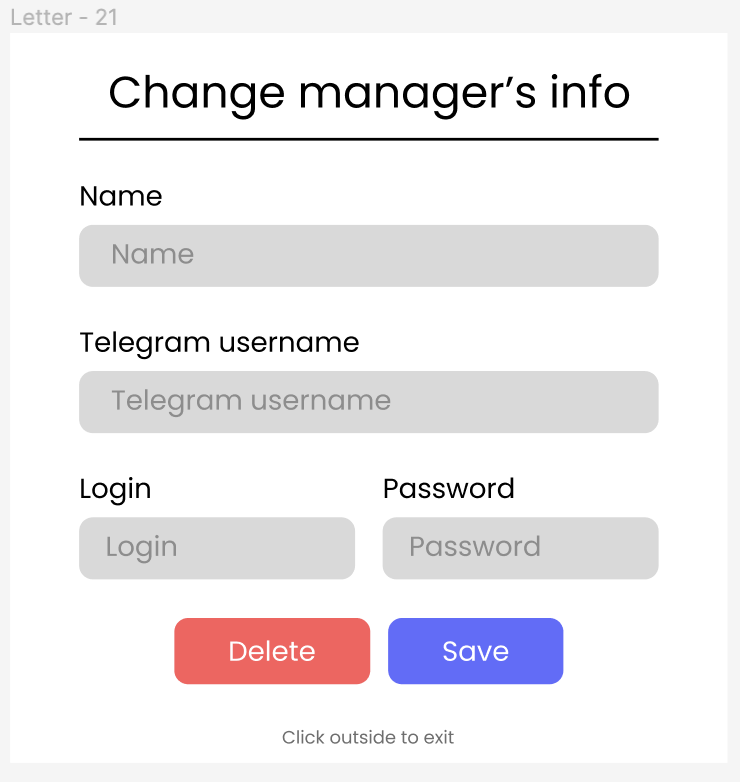 Letter - 21
Change manager’s info
Name
Name
Telegram username
Telegram username
Login Password
Login Password
Delete Save
Click outside to exit